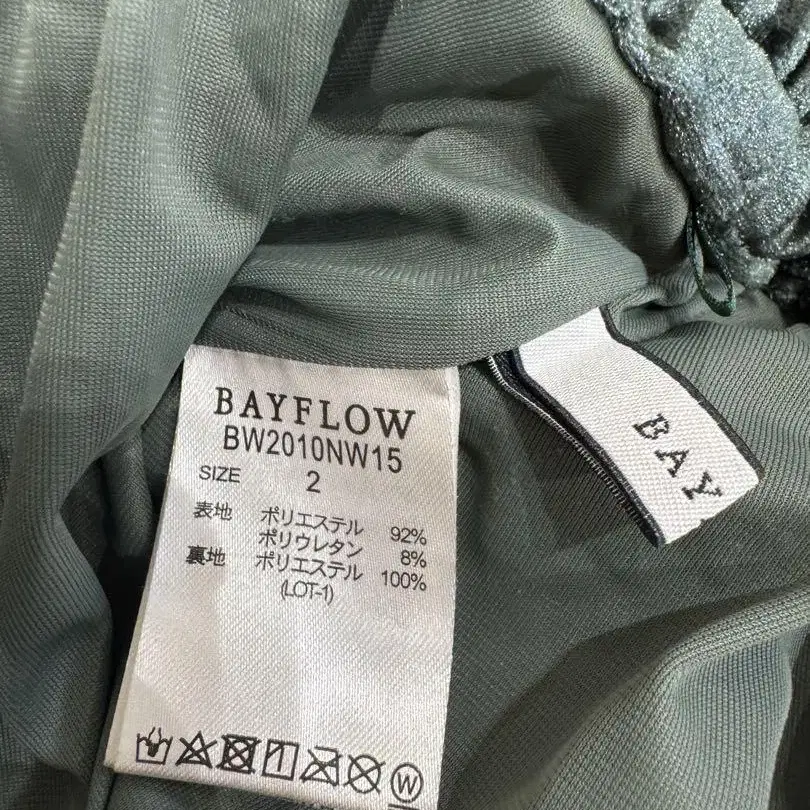 BAYFLOW
BW2010NW15
SIZE 2
表地 ポリエステル 92%
ポリウレタン 8%
裏地 ポリエステル 100%
(LOT-1)
W
BAY